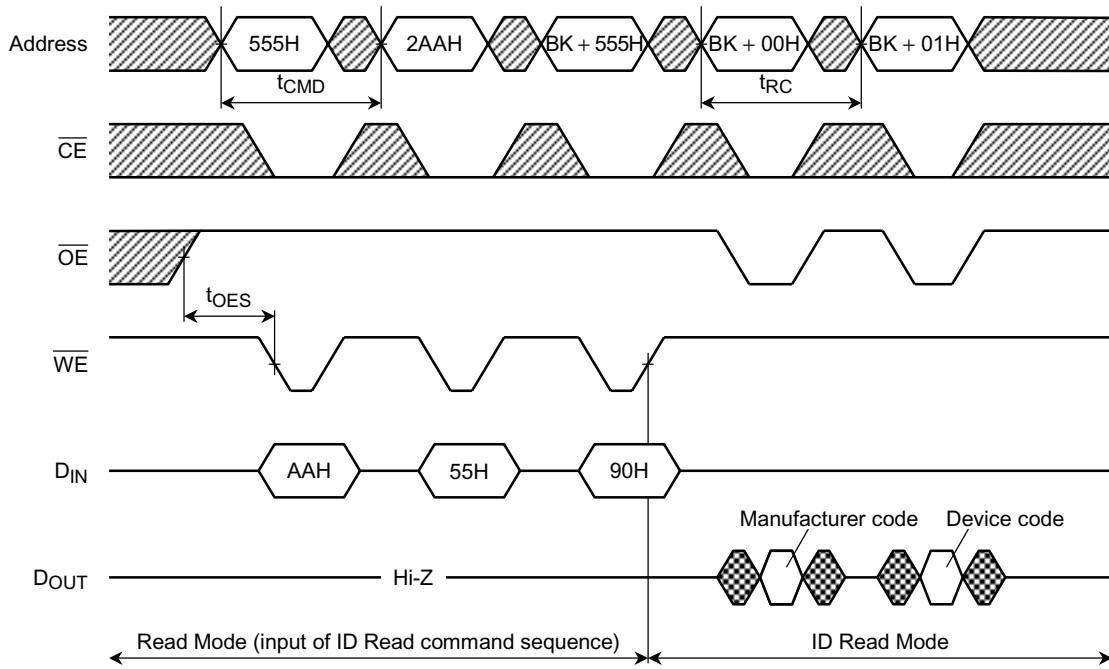 Address 555H 2AAH BK + 555H BK + 00H BK + 01H
tCMD tRC
CE
OE
tOES
WE
DIN AAH 55H 90H
Manufacturer code Device code
DOUT Hi-Z
Read Mode (input of ID Read command sequence) ID Read Mode